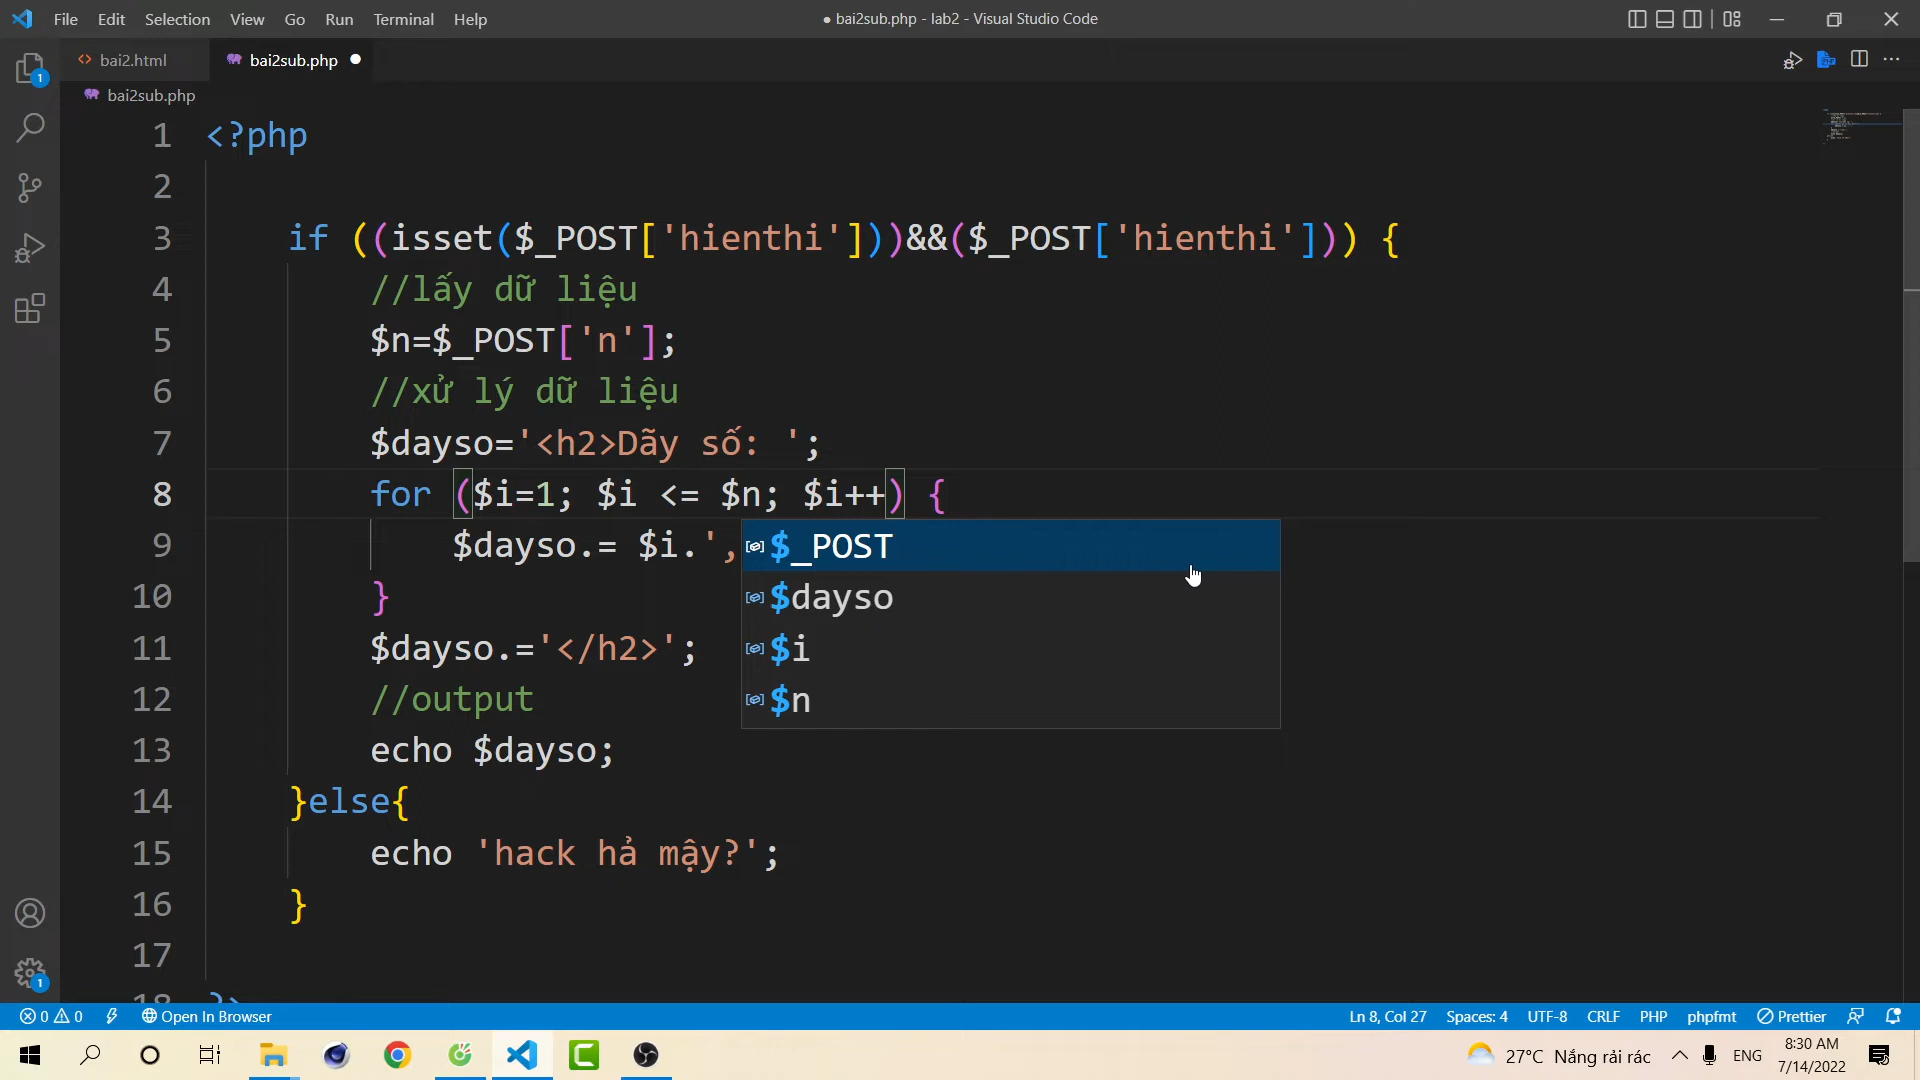 File Edit Selection View Go Run Terminal Help
● bai2sub.php - lab2 - Visual Studio Code
bai2.html
bai2sub.php
bai2sub.php
1 <?php
2
3 if ((isset($_POST['hienthi']))&&($_POST['hienthi'])) {
4 //lấy dữ liệu
5 $n=$_POST['n'];
6 //xử lý dữ liệu
7 $dayso='<h2>Dãy số: ';
8 for ($i=1; $i <= $n; $i++) {
9 $dayso.= $i.',
$_POST
$dayso
$i
$n
10 }
11 $dayso.='</h2>';
12 //output
13 echo $dayso;
14 }else{
15 echo 'hack hả mậy?';
16 }
17
18 ?>
1
1
0 0 Open In Browser
Ln 8, Col 27 Spaces: 4 UTF-8 CRLF PHP phpfmt Prettier
27°C Nắng rải rác ENG
8:30 AM
7/14/2022